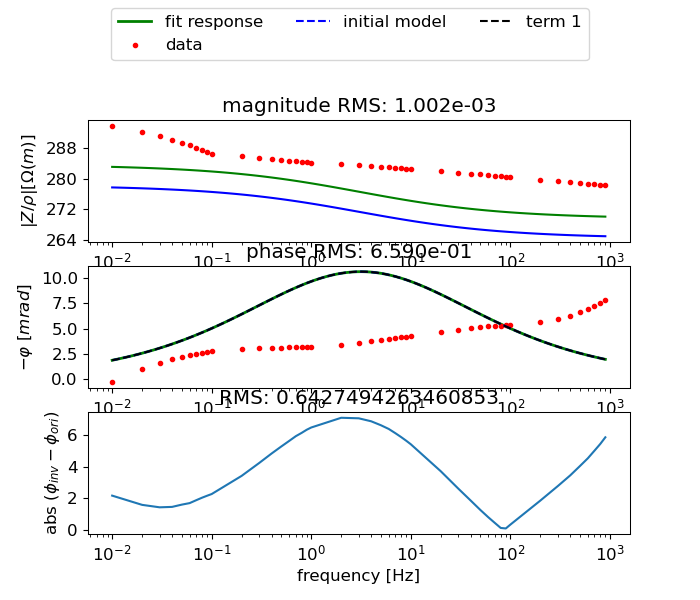 fit response initial model term 1
data
magnitude RMS: 1.002e-03
|Z/ρ|[Ω(m)]
288
280
272
264
10⁻² 10⁻¹ 10⁰ 10¹ 10² 10³
phase RMS: 6.590e-01
−φ [mrad]
10.0
7.5
5.0
2.5
0.0
10⁻² 10⁻¹ 10⁰ 10¹ 10² 10³
RMS: 0.6427494263460853
abs (ϕinv − ϕori)
6
4
2
0
10⁻² 10⁻¹ 10⁰ 10¹ 10² 10³
frequency [Hz]